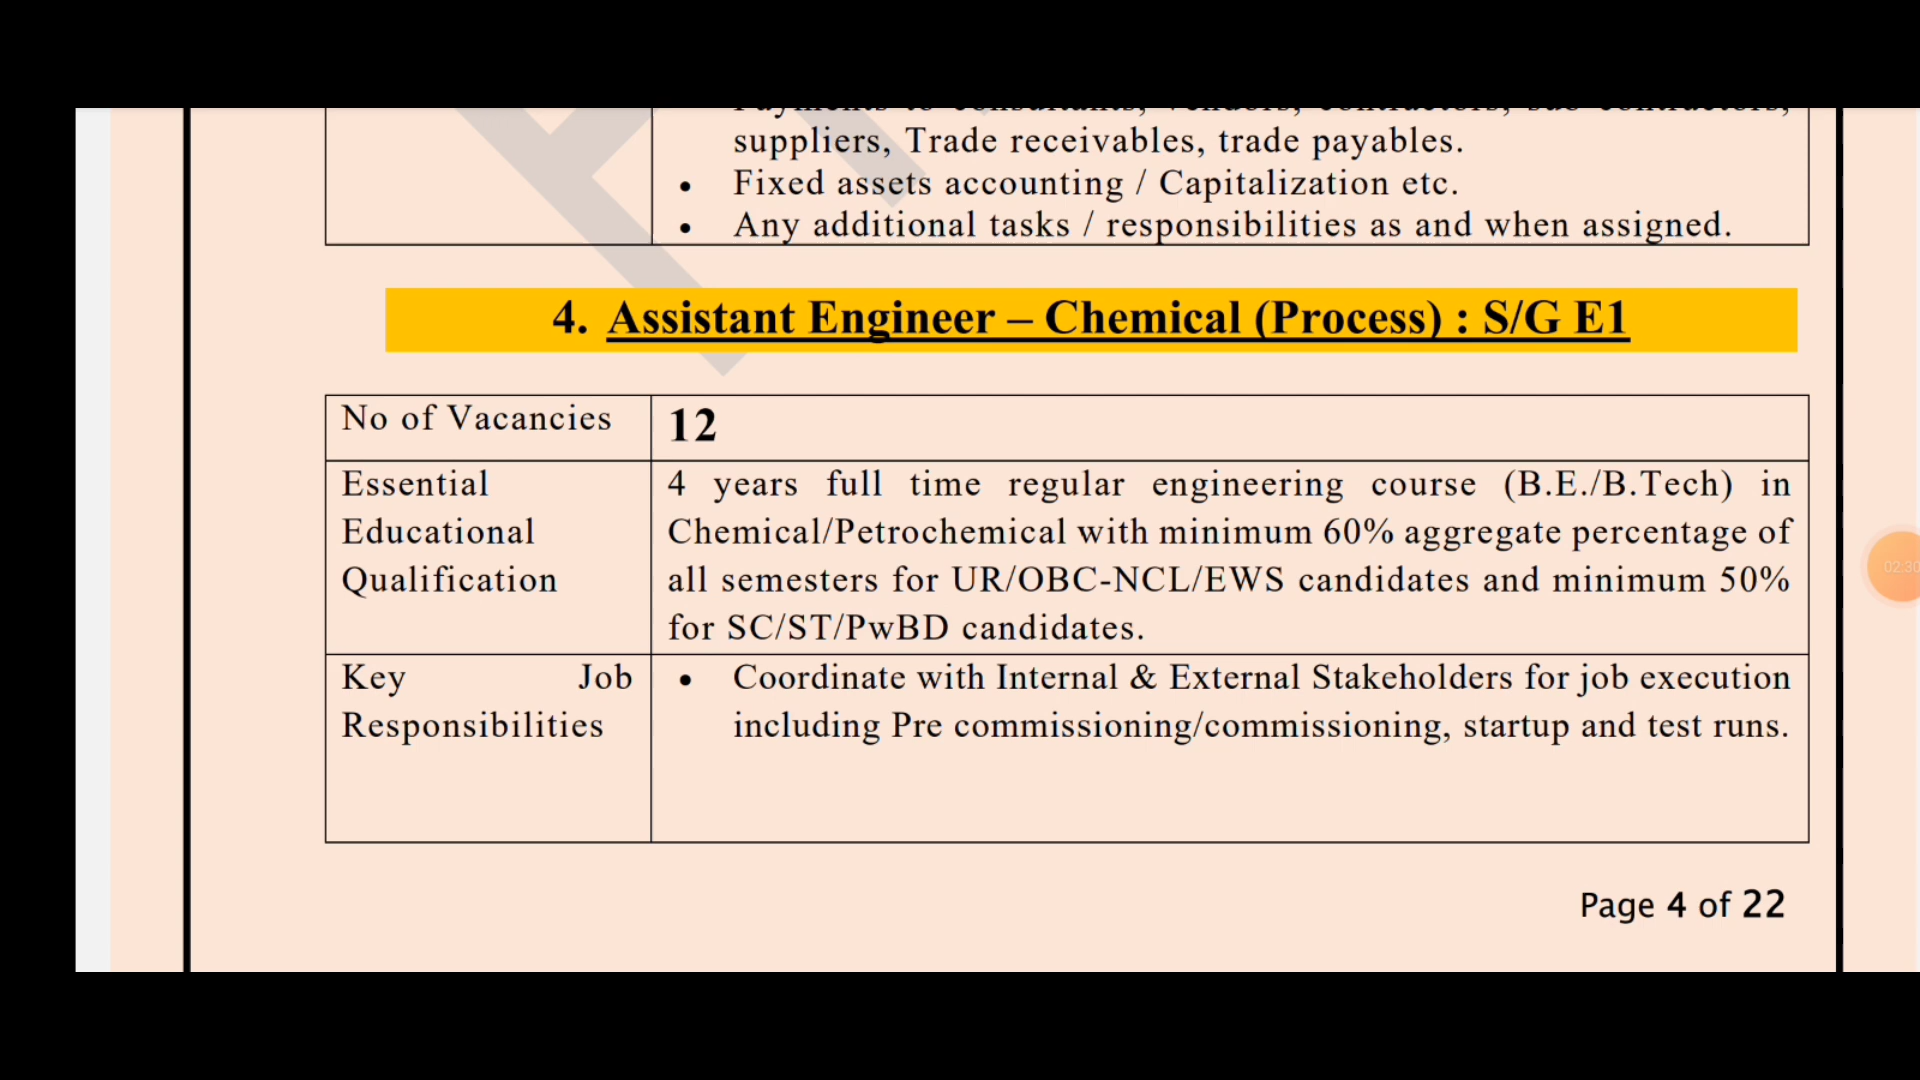 suppliers, Trade receivables, trade payables.
• Fixed assets accounting / Capitalization etc.
• Any additional tasks / responsibilities as and when assigned.
4. Assistant Engineer – Chemical (Process) : S/G E1
No of Vacancies
12
Essential
Educational
Qualification
4 years full time regular engineering course (B.E./B.Tech) in
Chemical/Petrochemical with minimum 60% aggregate percentage of
all semesters for UR/OBC-NCL/EWS candidates and minimum 50%
for SC/ST/PwBD candidates.
Key Job
Responsibilities
• Coordinate with Internal & External Stakeholders for job execution
including Pre commissioning/commissioning, startup and test runs.
Page 4 of 22
02:30